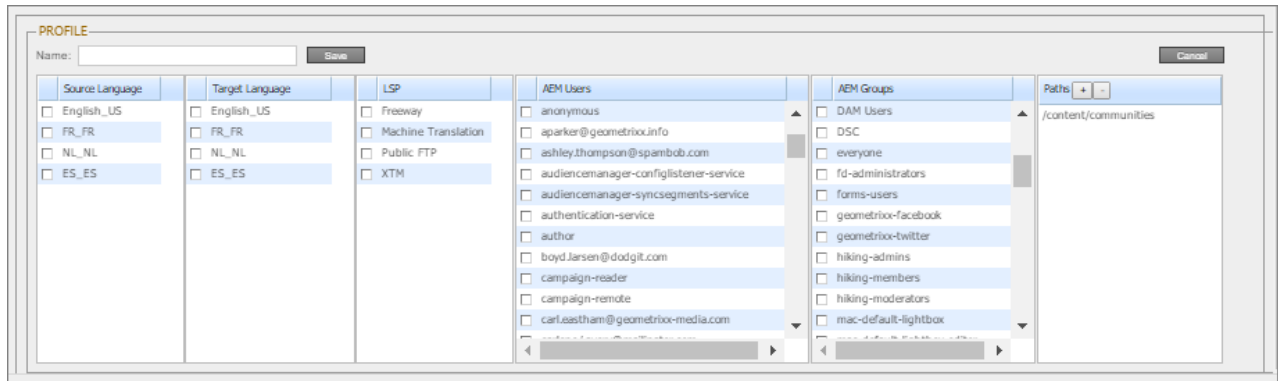 PROFILE
Name: Save Cancel
Source Language
English_US
FR_FR
NL_NL
ES_ES
Target Language
English_US
FR_FR
NL_NL
ES_ES
LSP
Freeway
Machine Translation
Public FTP
XTM
AEM Users
anonymous
aparker@geometrixx.info
ashley.thompson@spambob.com
audiencemanager-configlistener-service
audiencemanager-syncsegments-service
authentication-service
author
boyd.larsen@dodgit.com
campaign-reader
campaign-remote
carl.eastham@geometrixx-media.com
AEM Groups
DAM Users
DSC
everyone
fd-administrators
forms-users
geometrixx-facebook
geometrixx-twitter
hiking-admins
hiking-members
hiking-moderators
mac-default-lightbox
Paths + -
/content/communities